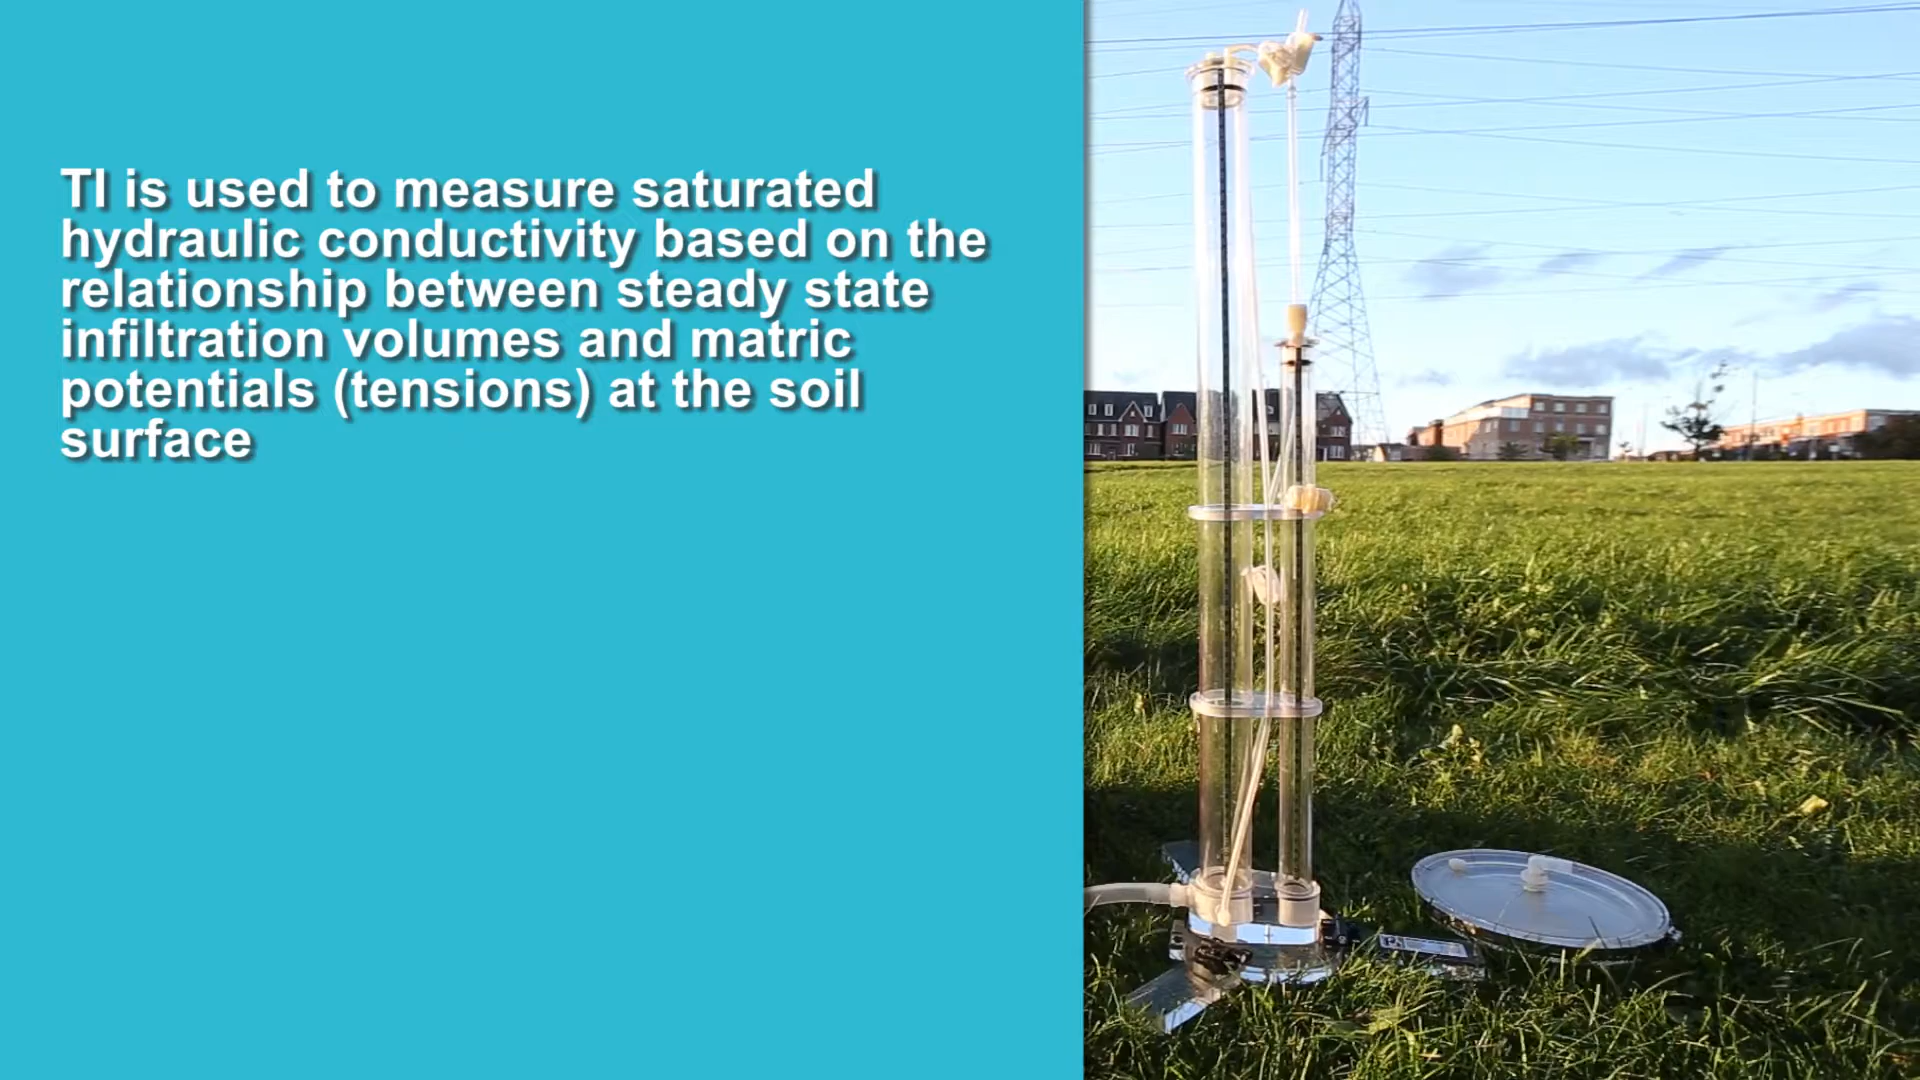 TI is used to measure saturated
hydraulic conductivity based on the
relationship between steady state
infiltration volumes and matric
potentials (tensions) at the soil
surface